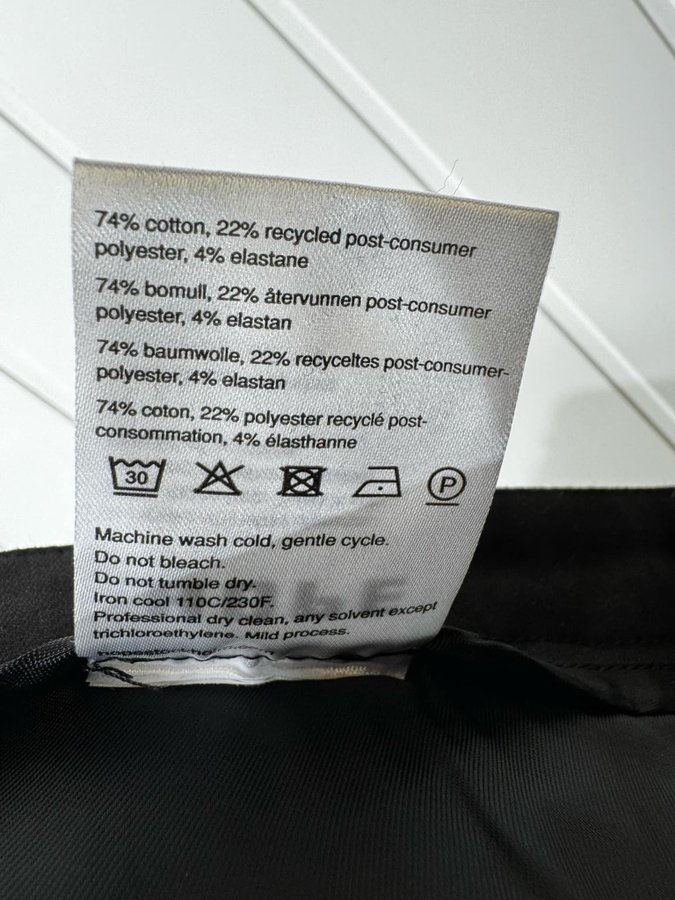 74% cotton, 22% recycled post-consumer
polyester, 4% elastane
74% bomull, 22% återvunnen post-consumer
polyester, 4% elastan
74% baumwolle, 22% recyceltes post-consumer-
polyester, 4% elastan
74% coton, 22% polyester recyclé post-
consommation, 4% élasthanne
30
P
Machine wash cold, gentle cycle.
Do not bleach.
Do not tumble dry.
Iron cool 110C/230F.
Professional dry clean, any solvent except
trichloroethylene. Mild process.